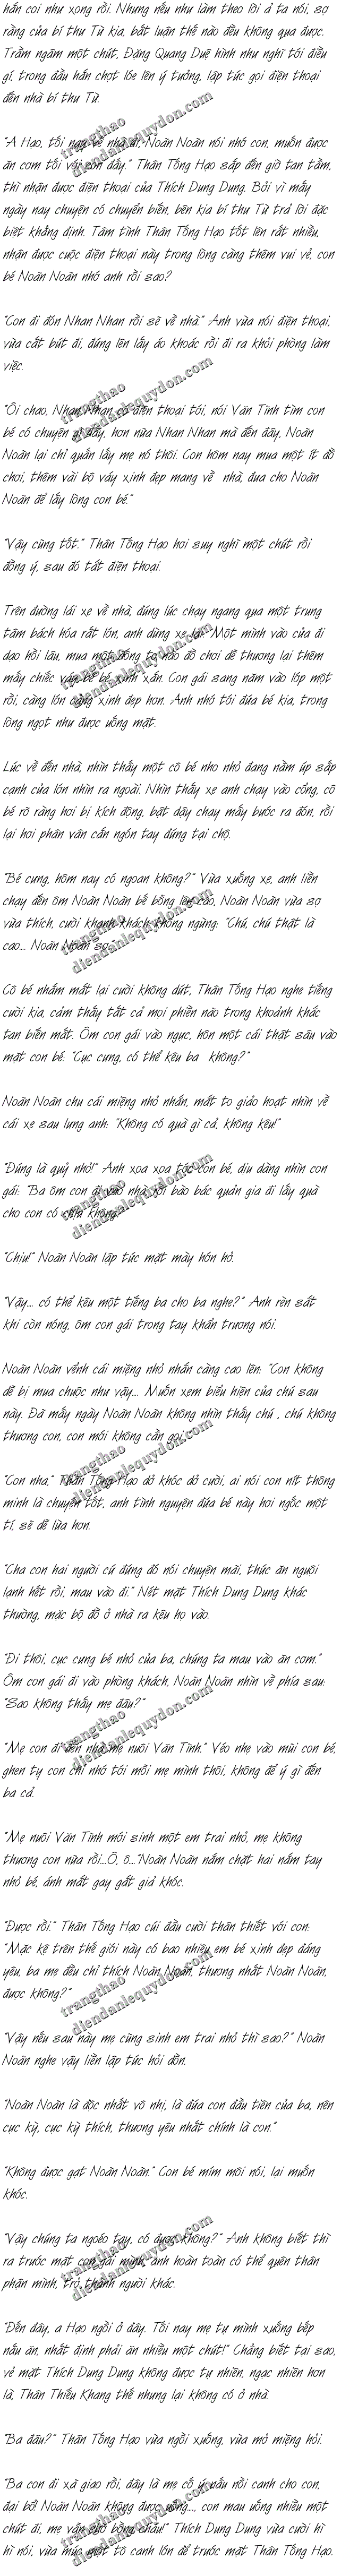 hắn coi như xong rồi. Nhưng nếu như làm theo lời ả ta nói, sợ
rằng của bí thư Từ kia, bất luận thế nào đều không qua được.
Trầm ngâm một chút, Đặng Quang Duệ hình như nghĩ tới điều
gí, trong đầu hắn chợt lóe lên ý tưởng, lập tức gọi điện thoại
đến nhà bí thư Từ.
"A Hạo, tối nay về nhà đi, Noãn Noãn nói nhớ con, muốn được
ăn cơm tối với con đấy." Thân Tống Hạo sắp đến giờ tan tầm,
thì nhận được điện thoại của Thích Dung Dung. Bởi vì mấy
ngày nay chuyện có chuyển biến, bên kia bí thư Từ trả lời đặc
biệt khẳng định. Tâm tình Thân Tống Hạo tốt lên rất nhiều,
nhận được cuộc điện thoại này trong lòng càng thêm vui vẻ, con
bé Noãn Noãn nhớ anh rồi sao?
"Con đi đón Nhan Nhan rồi sẽ về nhà." Anh vừa nói điện thoại,
vừa cất bút đi, đứng lên lấy áo khoác rồi đi ra khỏi phòng làm
việc.
"Ôi chao, Nhan Nhan có điện thoại tới, nói Văn Tình tìm con
bé có chuyện gì đấy, hơn nữa Nhan Nhan mà đến đây, Noãn
Noãn lại chỉ quấn lấy mẹ nó thôi. Con hôm nay mua một ít đồ
chơi, thêm vài bộ váy xinh đẹp mang về nhà, đưa cho Noãn
Noãn để lấy lòng con bé."
"Vậy cũng tốt." Thân Tống Hạo hơi suy nghĩ một chút rồi
đồng ý, sau đó tắt điện thoại.
Trên đường lái xe về nhà, đúng lúc chạy ngang qua một trung
tâm bách hóa rất lớn, anh dừng xe lại. Một mình vào của đi
dạo hồi lâu, mua một đống to nào đồ chơi dễ thương lại thêm
mấy chiếc váy bé bé xinh xắn. Con gái sang năm vào lớp một
rồi, càng lớn càng xinh đẹp hơn. Anh nhớ tới đứa bé kia, trong
lòng ngọt như được uống mật.
Lúc về đến nhà, nhìn thấy một cô bé nho nhỏ đang nằm úp sấp
cạnh của lớn nhìn ra ngoài. Nhìn thấy xe anh chạy vào cổng, cô
bé rõ ràng hơi bị kích động, bật dậy chạy mấy bước ra đón, rồi
lại hơi phân vân cắn ngón tay đứng tại chỗ.
"Bé cưng, hôm nay có ngoan không?" Vừa xuống xe, anh liền
chạy đến ôm Noãn Noãn bế bổng lên cao, Noãn Noãn vừa sợ
vừa thích, cười khanh khách không ngừng: "Chú, chú thật là
cao... Noãn Noãn sợ..."
Cô bé nhắm mắt lại cười không dứt, Thân Tống Hạo nghe tiếng
cười kia, cảm thấy tất cả mọi phiền não trong khoảnh khắc
tan biến mất. Ôm con gái vào ngực, hôn một cái thật sâu vào
mặt con bé: "Cục cưng, có thể kêu ba không?"
Noãn Noãn chu cái miệng nhỏ nhắn, mắt to giảo hoạt nhìn về
cái xe sau lưng anh: "Không có quà gì cả, không kêu!"
"Đúng là quỷ nhỏ!" Anh xoa xoa tóc con bé, dịu dàng nhìn con
gái: "Ba ôm con đi vào nhà, rồi bảo bác quản gia đi lấy quà
cho con có chịu không?"
"Chịu!" Noãn Noãn lập tức mặt mày hớn hở.
"Vậy... có thể kêu một tiếng ba cho ba nghe?" Anh rèn sắt
khi còn nóng, ôm con gái trong tay khẩn trương nói.
Noãn Noãn vểnh cái miệng nhỏ nhắn càng cao lên: "Con không
dễ bị mua chuộc như vậy... Muốn xem biểu hiện của chú sau
này. Đã mấy ngày Noãn Noãn không nhìn thấy chú , chú không
thương con, con mới không cần gọi."
"Con nha," Thân Tống Hạo dở khóc dở cười, ai nói con nít thông
minh là chuyện tốt, anh tình nguyện đứa bé này hơi ngốc một
tí, sẽ dễ lừa hơn.
"Cha con hai người cứ đứng đó nói chuyện mãi, thức ăn nguội
lạnh hết rồi, mau vào đi." Nét mặt Thích Dung Dung khác
thường, mặc bộ đồ ở nhà ra kêu họ vào.
"Đi thôi, cục cưng bé nhỏ của ba, chúng ta mau vào ăn cơm."
Ôm con gái đi vào phòng khách, Noãn Noãn nhìn về phía sau:
"Sao không thấy mẹ đâu?"
"Mẹ con đi đến nhà mẹ nuôi Văn Tình." Véo nhẹ vào mũi con bé,
ghen tỵ con chỉ nhớ tới mỗi mẹ mình thôi, không để ý gì đến
ba cả.
"Mẹ nuôi Văn Tình mới sinh một em trai nhỏ, mẹ không
thương con nữa rồi...Ô, ô..."Noãn Noãn nắm chặt hai nắm tay
nhỏ bé, ánh mắt gay gắt giả khóc.
"Được rồi." Thân Tống Hạo cúi đầu cười thân thiết với con:
"Mặc kệ trên thế giới này có bao nhiêu em bé xinh đẹp đáng
yêu, ba mẹ đều chỉ thích Noãn Noãn, thương nhất Noãn Noãn,
được không?"
"Vậy nếu sau này mẹ cũng sinh em trai nhỏ thì sao?" Noãn
Noãn nghe vậy liền lập tức hỏi dồn.
"Noãn Noãn là độc nhất vô nhị, là đứa con đầu tiên của ba, nên
cực kỳ, cực kỳ thích, thương yêu nhất chính là con."
"Không được gạt Noãn Noãn." Con bé mím môi nói, lại muốn
khóc.
"Vậy chúng ta ngoéo tay, có được không?" Anh không biết thì
ra trước mặt con gái mình, anh hoàn toàn có thể quên thân
phận mình, trở thành người khác.
"Đến đây, a Hạo ngồi ở đây. Tối nay mẹ tự mình xuống bếp
nấu ăn, nhất định phải ăn nhiều một chút!" Chẳng biết tại sao,
vẻ mặt Thích Dung Dung không được tự nhiên, ngạc nhiên hơn
là, Thân Thiếu Khang thế nhưng lại không có ở nhà.
"Ba đâu?" Thân Tống Hạo vừa ngồi xuống, vừa mở miệng hỏi.
"Ba con đi xã giao rồi, đây là mẹ cố ý nấu nồi canh cho con,
đại bổ! Noãn Noãn không được uống..., con mau uống nhiều một
chút đi, mẹ vẫn chờ bồng cháu!" Thích Dung Dung vừa cười hì
hì nói, vừa múc một tô canh lớn để trước mặt Thân Tống Hạo.
trangthao
diendanlequydon.com